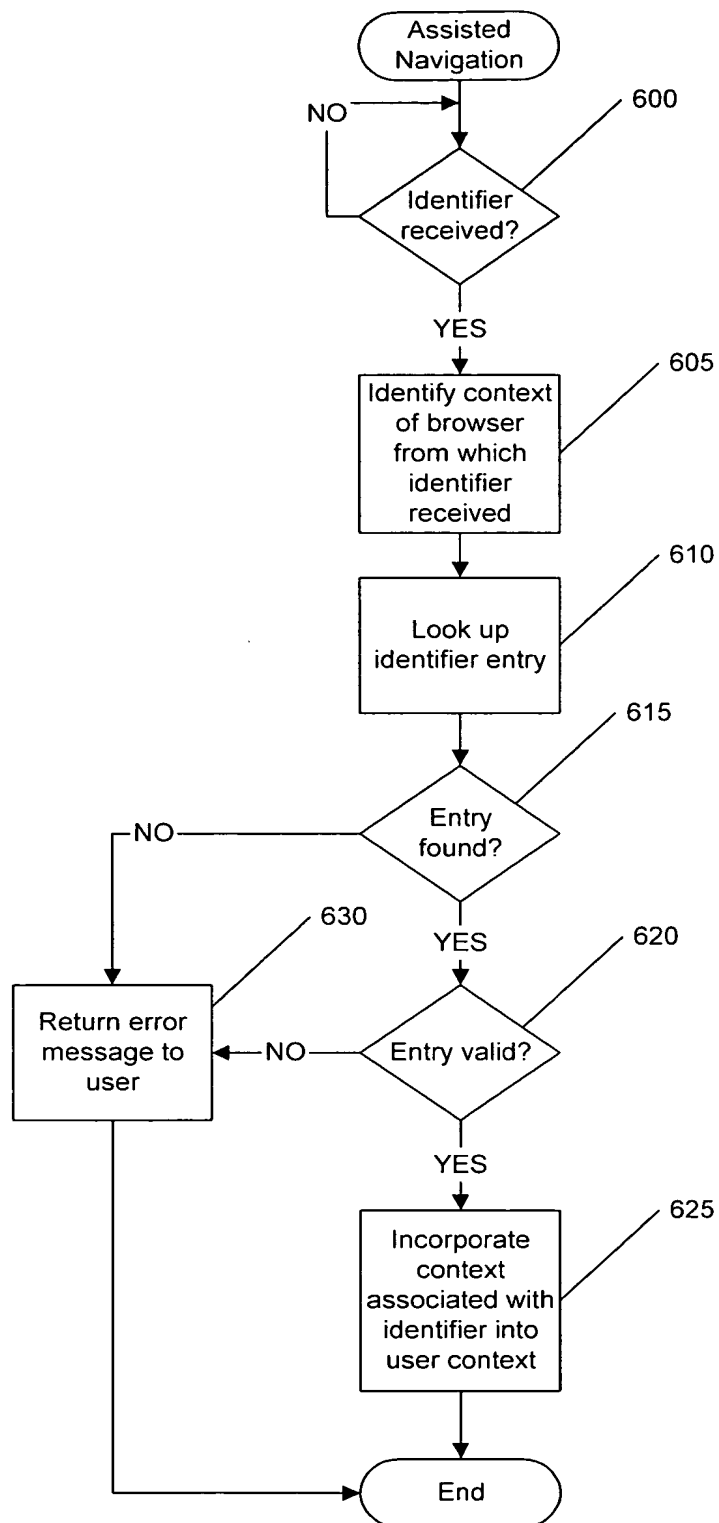 Assisted
Navigation
NO
600
Identifier
received?
YES
605
Identify context
of browser
from which
identifier
received
610
Look up
identifier entry
615
Entry
found?
NO
YES
630
620
Return error
message to
user
NO
Entry valid?
YES
625
Incorporate
context
associated with
identifier into
user context
End